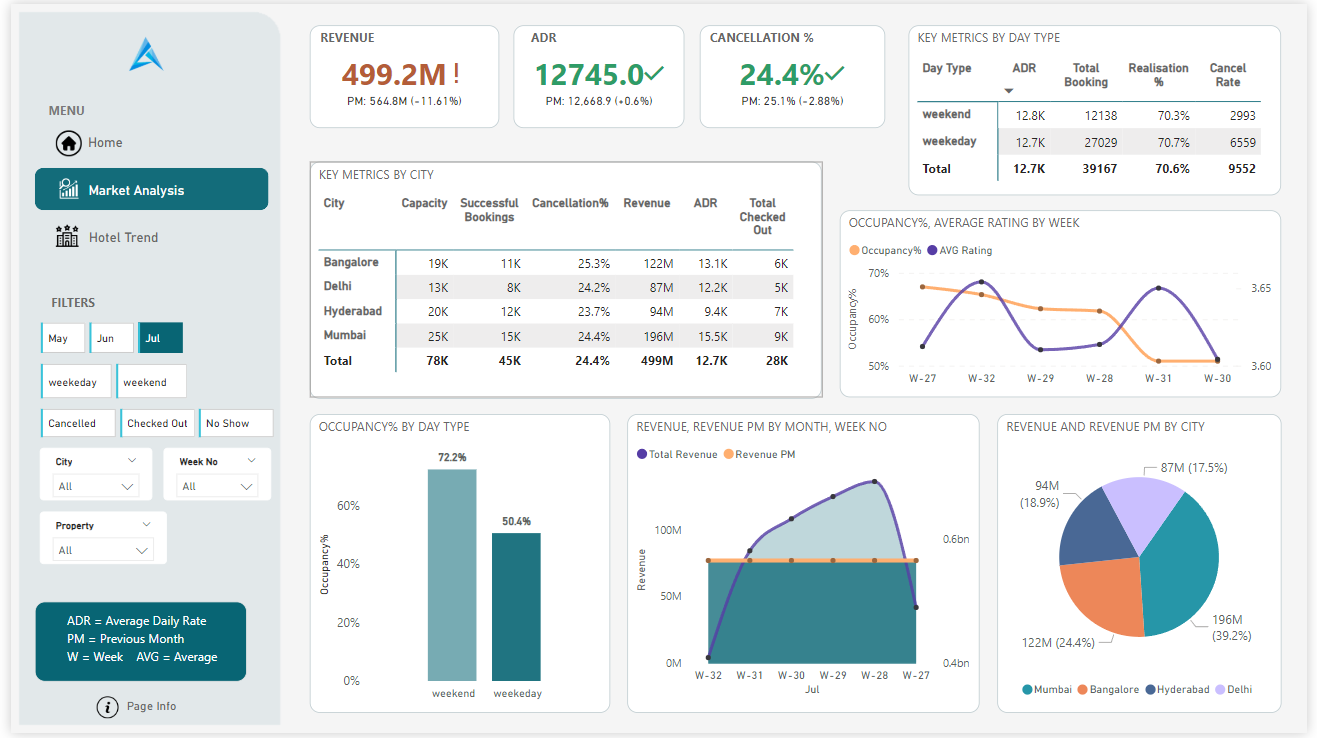 MENU
Home
Market Analysis
Hotel Trend
FILTERS
May Jun Jul
weekeday weekend
Cancelled Checked Out No Show
City Week No
All All
Property
All
ADR = Average Daily Rate
PM = Previous Month
W = Week AVG = Average
Page Info
REVENUE
499.2M !
PM: 564.8M (-11.61%)
ADR
12745.0
PM: 12,668.9 (+0.6%)
CANCELLATION %
24.4%
PM: 25.1% (-2.88%)
KEY METRICS BY DAY TYPE
Day Type ADR Total Booking Realisation % Cancel Rate
weekend 12.8K 12138 70.3% 2993
weekeday 12.7K 27029 70.7% 6559
Total 12.7K 39167 70.6% 9552
KEY METRICS BY CITY
City Capacity Successful Bookings Cancellation% Revenue ADR Total Checked Out
Bangalore 19K 11K 25.3% 122M 13.1K 6K
Delhi 13K 8K 24.2% 87M 12.2K 5K
Hyderabad 20K 12K 23.7% 94M 9.4K 7K
Mumbai 25K 15K 24.4% 196M 15.5K 9K
Total 78K 45K 24.4% 499M 12.7K 28K
OCCUPANCY%, AVERAGE RATING BY WEEK
Occupancy% AVG Rating
Occupancy%
70%
60%
50%
3.65
3.60
W-27 W-32 W-29 W-28 W-31 W-30
OCCUPANCY% BY DAY TYPE
Occupancy%
60%
40%
20%
0%
72.2%
50.4%
weekend weekeday
REVENUE, REVENUE PM BY MONTH, WEEK NO
Total Revenue Revenue PM
Revenue
100M
50M
0M
0.6bn
0.4bn
W-32 W-31 W-30 W-29 W-28 W-27
Jul
REVENUE AND REVENUE PM BY CITY
87M (17.5%)
94M
(18.9%)
122M (24.4%)
196M
(39.2%)
Mumbai Bangalore Hyderabad Delhi